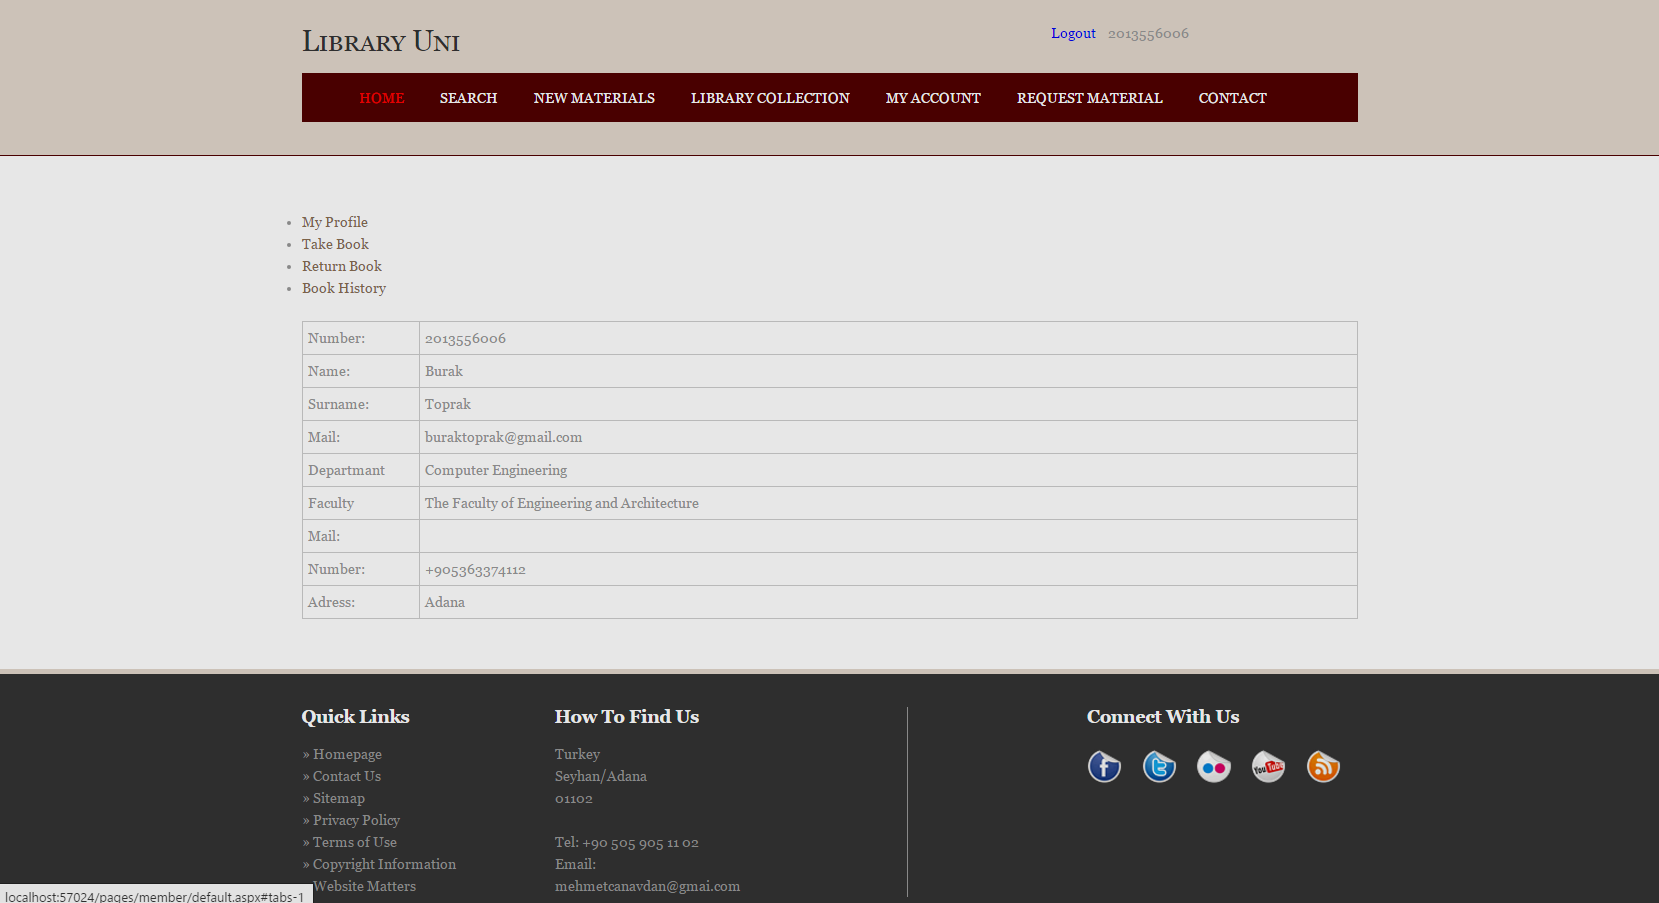 Library Uni
Logout 2013556006
HOME SEARCH NEW MATERIALS LIBRARY COLLECTION MY ACCOUNT REQUEST MATERIAL CONTACT
• My Profile
• Take Book
• Return Book
• Book History
Number: 2013556006
Name: Burak
Surname: Toprak
Mail: buraktoprak@gmail.com
Departmant Computer Engineering
Faculty The Faculty of Engineering and Architecture
Mail:
Number: +905363374112
Adress: Adana
Quick Links
» Homepage
» Contact Us
» Sitemap
» Privacy Policy
» Terms of Use
» Copyright Information
Website Matters
How To Find Us
Turkey
Seyhan/Adana
01102
Tel: +90 505 905 11 02
Email:
mehmetcanavdan@gmai.com
Connect With Us
You Tube
localhost:57024/pages/member/default.aspx#tabs-1